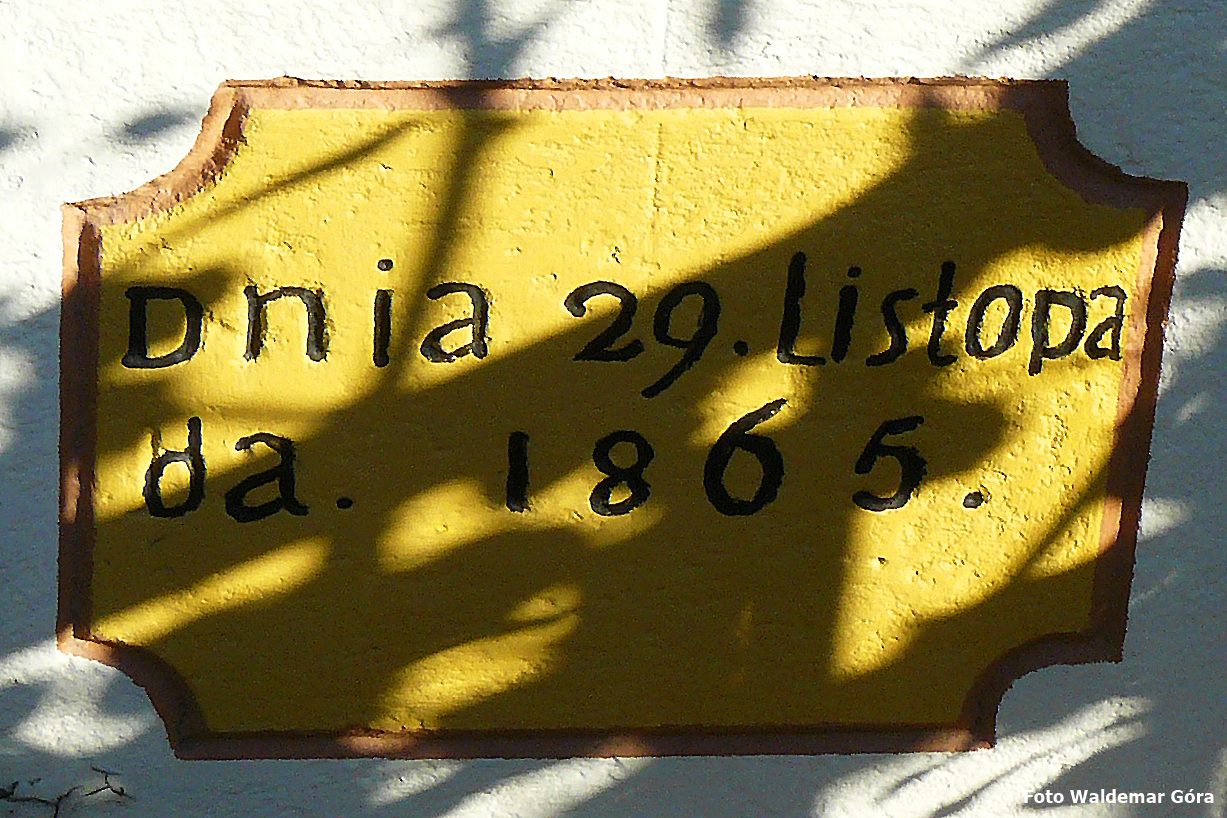 Dnia 29. Listopa
da. 1865.
Foto Waldemar Góra